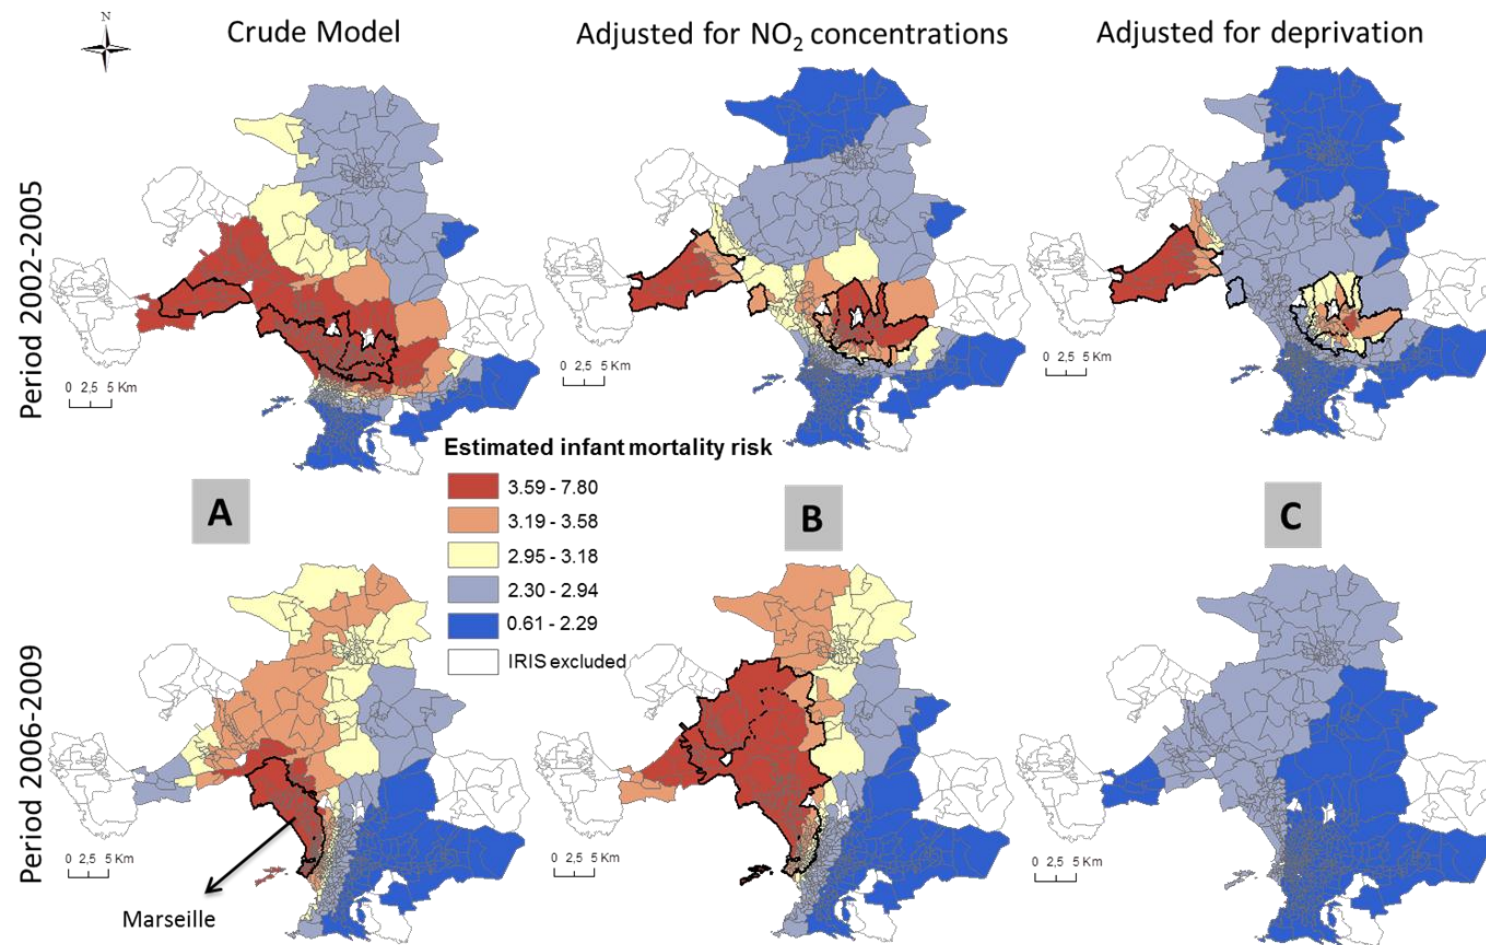 N
Crude Model
Adjusted for NO₂ concentrations
Adjusted for deprivation
Period 2002-2005
0 2,5 5 Km
0 2,5 5 Km
0 2,5 5 Km
Estimated infant mortality risk
3.59 - 7.80
3.19 - 3.58
2.95 - 3.18
2.30 - 2.94
0.61 - 2.29
IRIS excluded
A
B
C
Period 2006-2009
0 2,5 5 Km
0 2,5 5 Km
0 2,5 5 Km
Marseille